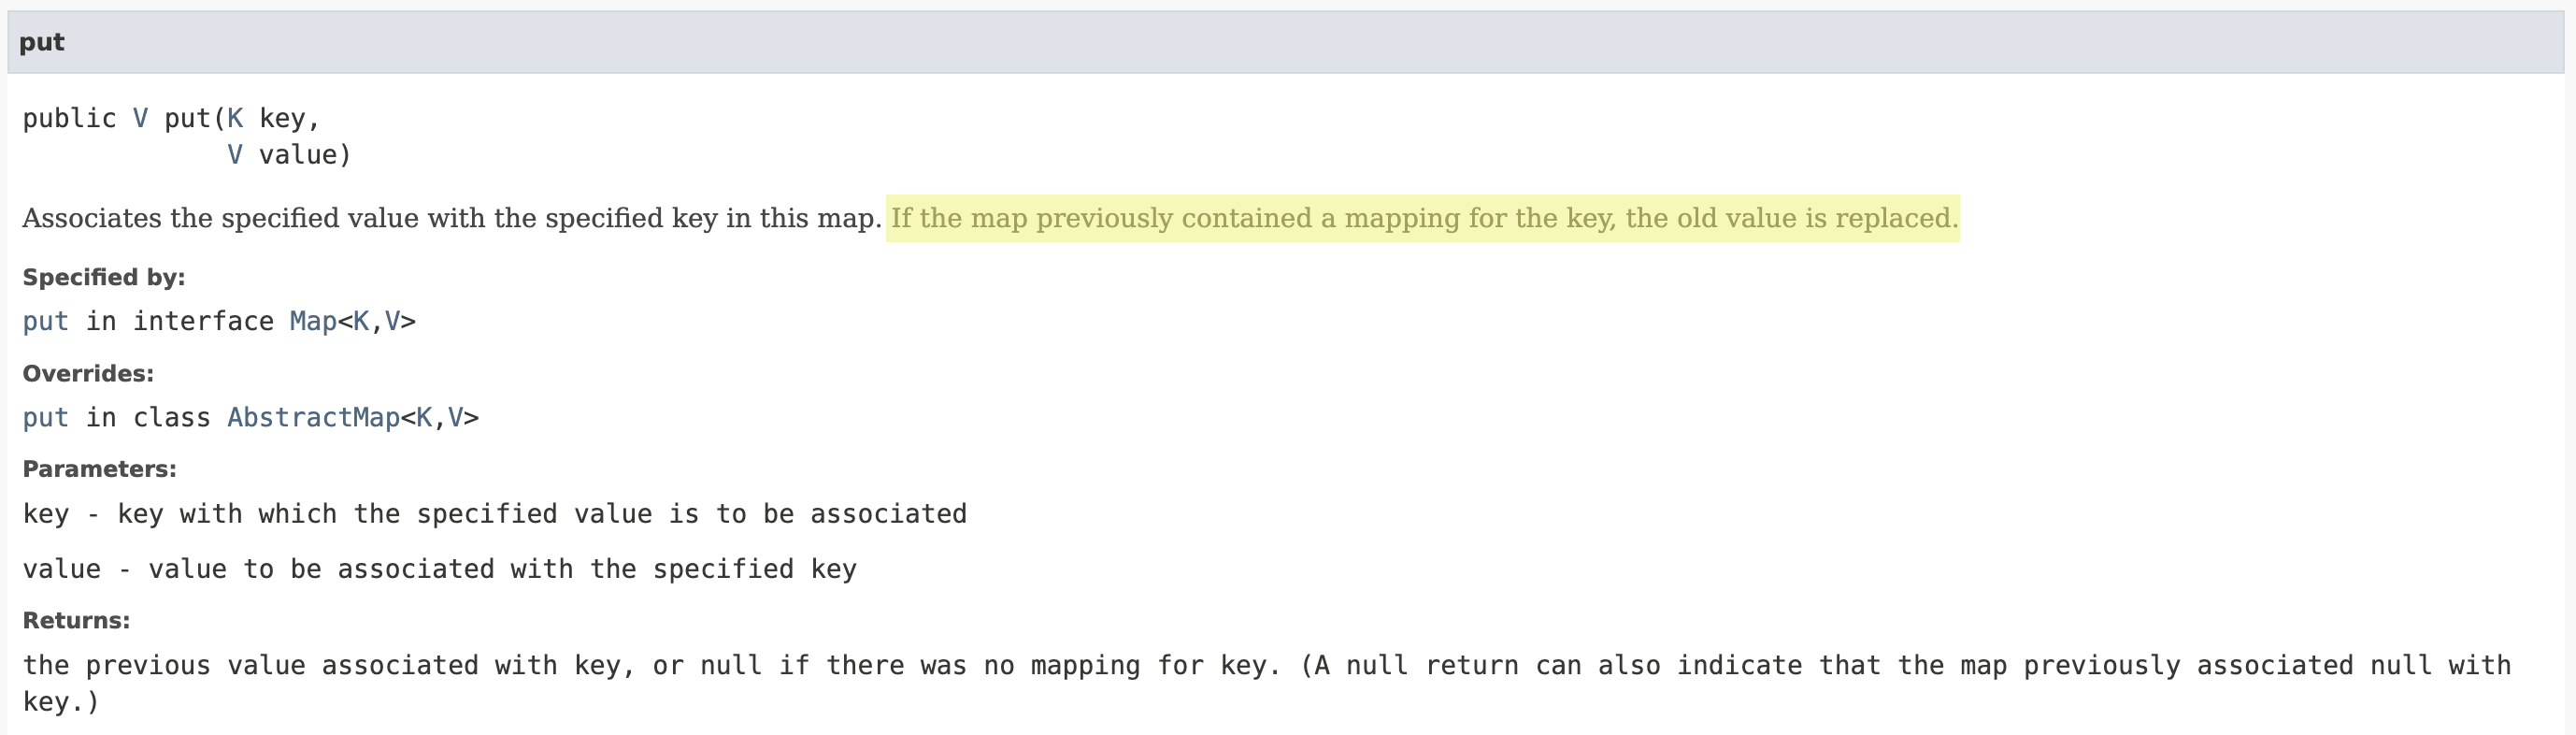 put
public V put(K key,
V value)
Associates the specified value with the specified key in this map. If the map previously contained a mapping for the key, the old value is replaced.
Specified by:
put in interface Map<K,V>
Overrides:
put in class AbstractMap<K,V>
Parameters:
key - key with which the specified value is to be associated
value - value to be associated with the specified key
Returns:
the previous value associated with key, or null if there was no mapping for key. (A null return can also indicate that the map previously associated null with
key.)